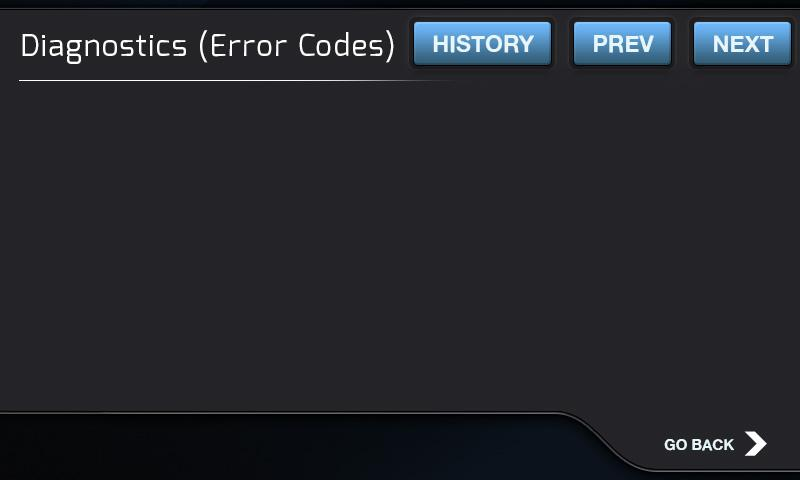 Diagnostics (Error Codes) HISTORY PREV NEXT
GO BACK